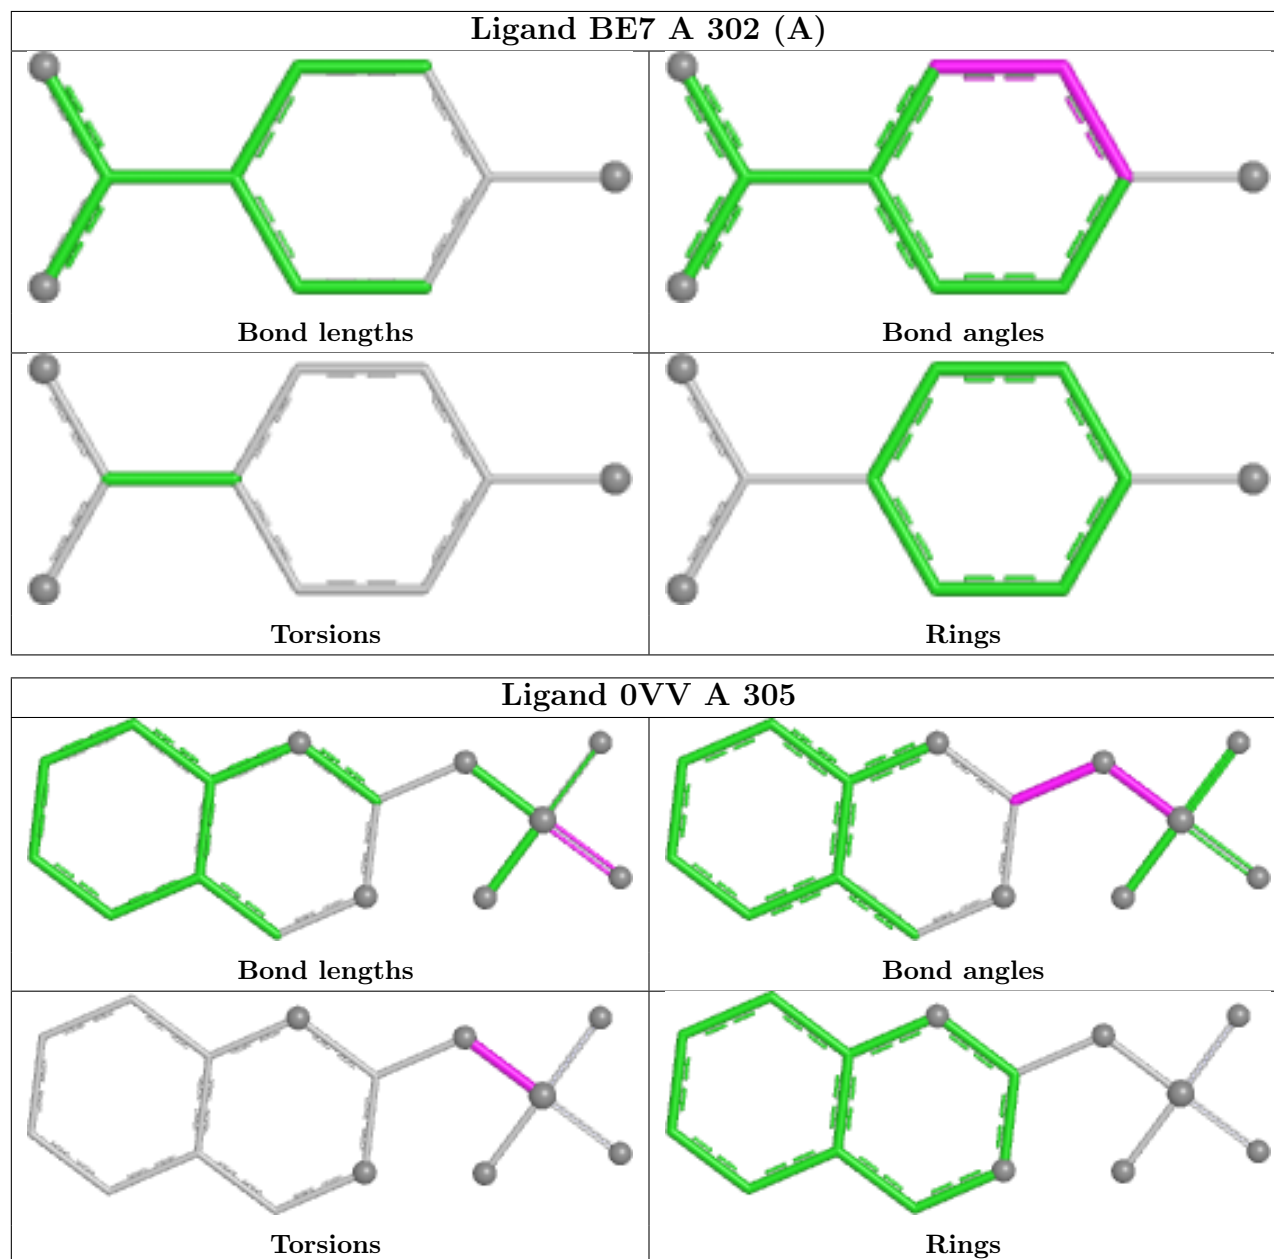 Ligand BE7 A 302 (A)
Bond lengths
Bond angles
Torsions
Rings
Ligand 0VV A 305
Bond lengths
Bond angles
Torsions
Rings